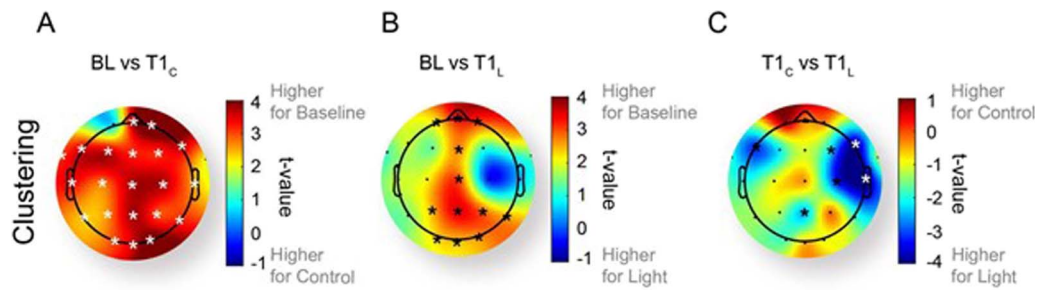 A
B
C
BL vs T1C
BL vs T1L
T1C vs T1L
Clustering
4
3
2
1
0
-1
t-value
Higher
for Baseline
Higher
for Control
4
3
2
1
0
-1
t-value
Higher
for Baseline
Higher
for Light
1
0
-1
-2
-3
-4
t-value
Higher
for Control
Higher
for Light